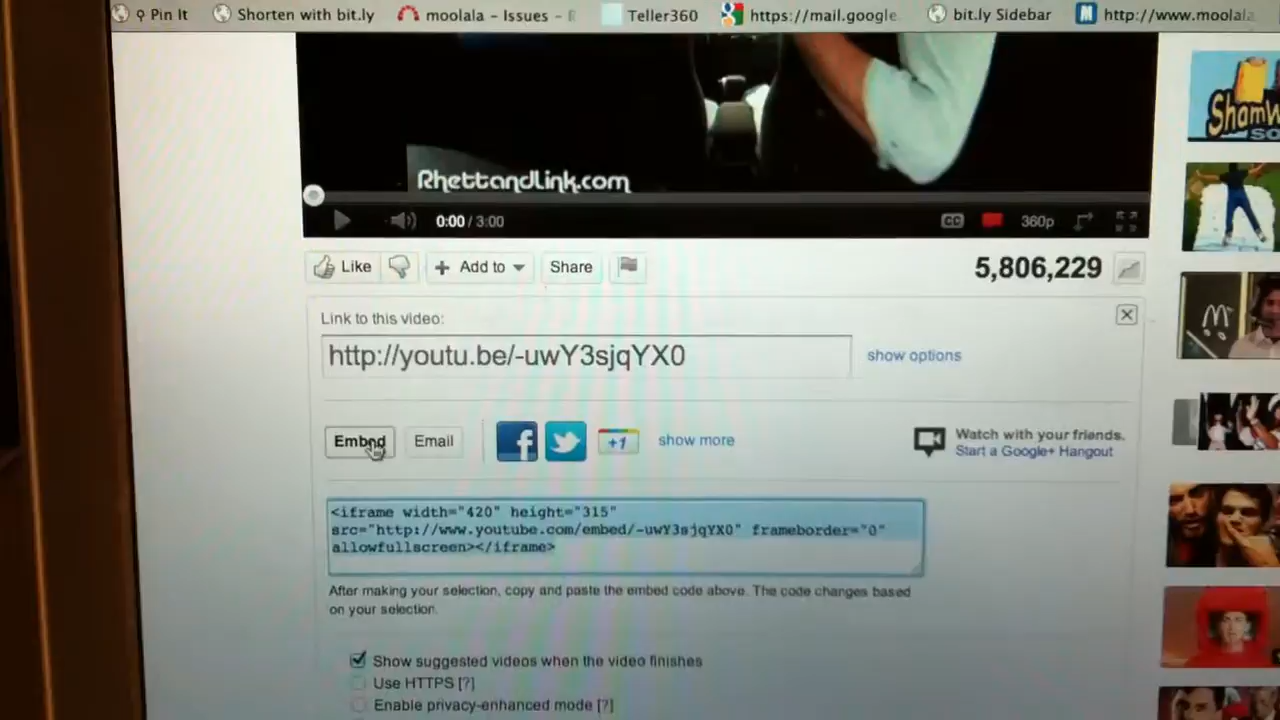 Pin It Shorten with bit.ly moolala - Issues - Teller360 https://mail.google. bit.ly Sidebar M http://www.moolala.
RhettandLink.com
0:00 / 3:00 CC 360p
Like Add to Share 5,806,229
Link to this video:
http://youtu.be/-uwY3sjqYX0 show options
Embed Email f +1 show more Watch with your friends.
Start a Google+ Hangout
<iframe width="420" height="315"
src="http://www.youtube.com/embed/-uwY3sjqYX0" frameborder="0"
allowfullscreen></iframe>
After making your selection, copy and paste the embed code above. The code changes based
on your selection.
Show suggested videos when the video finishes
Use HTTPS [?]
Enable privacy-enhanced mode [?]